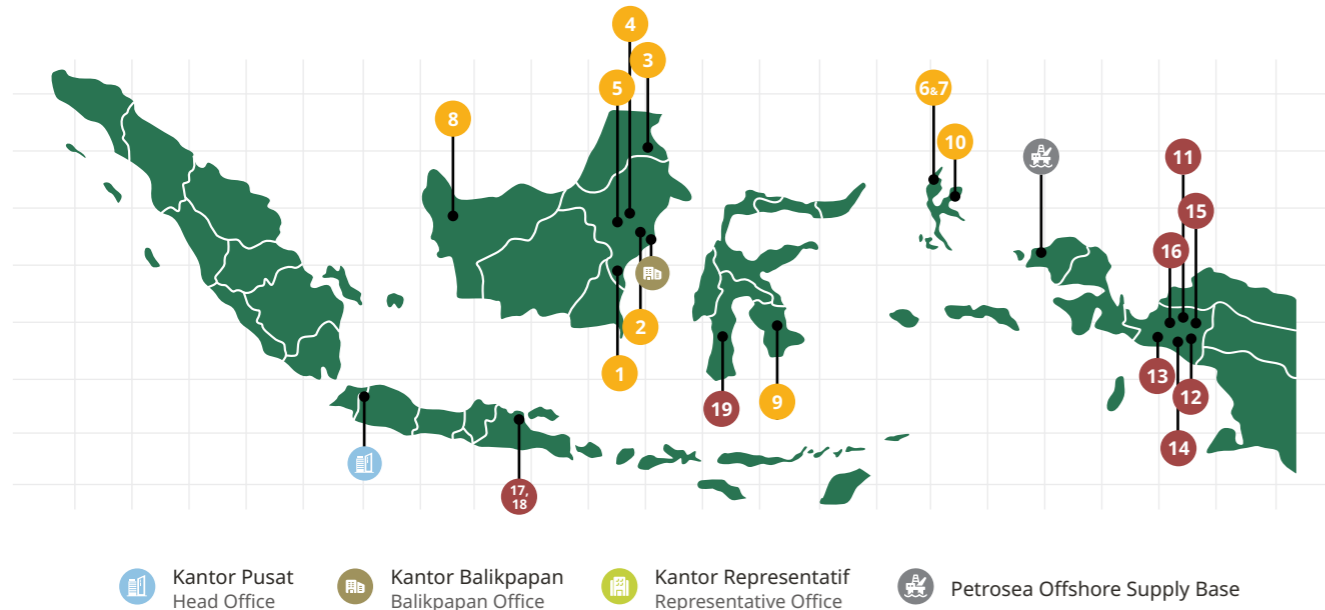 4
3
5
6&7
8
10
11
15
16
2
1
13
12
19
9
14
17,
18
Kantor Pusat
Head Office
Kantor Balikpapan
Balikpapan Office
Kantor Representatif
Representative Office
Petrosea Offshore Supply Base